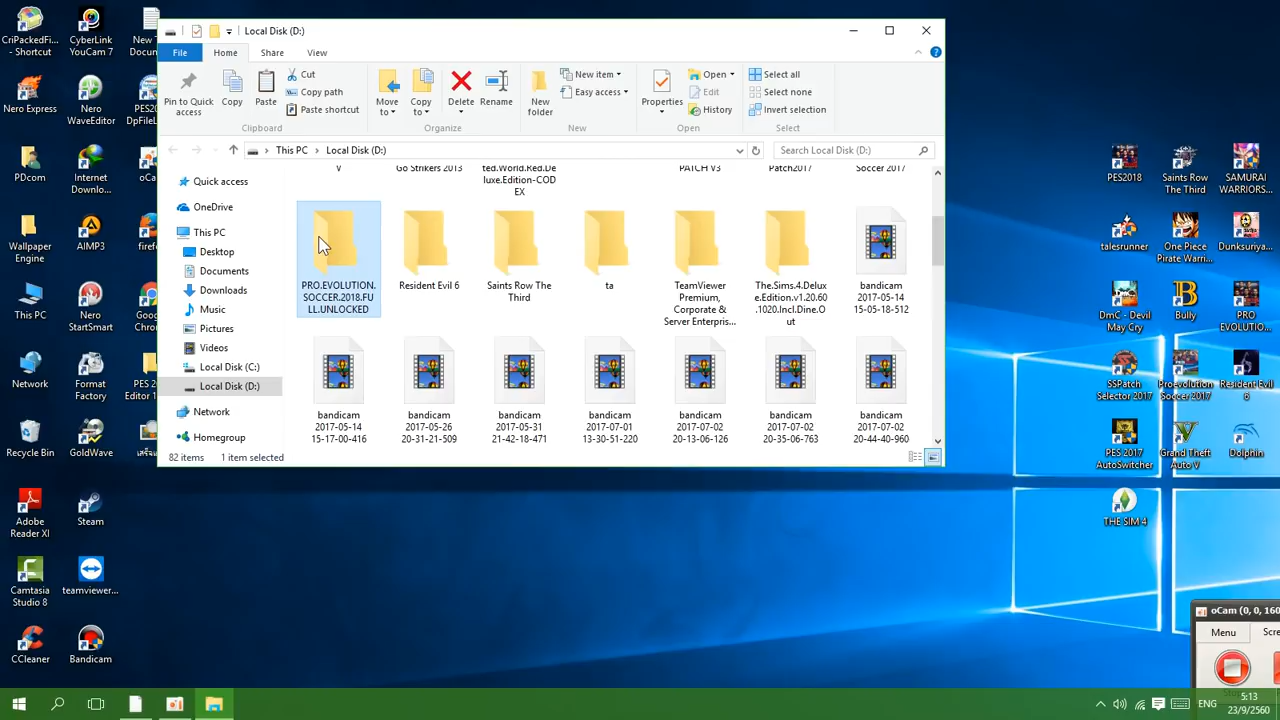 CriPackedFi...
- Shortcut
CyberLink
YouCam 7
New
Docun
Local Disk (D:)
File
Home
Share
View
Pin to Quick
access
Copy
Paste
Cut
Copy path
Paste shortcut
Clipboard
Move
to
Copy
to
Delete
Rename
Organize
New
folder
New item
Easy access
New
Properties
Open
Edit
History
Open
Select all
Select none
Invert selection
Select
This PC
Local Disk (D:)
Search Local Disk (D:)
Quick access
OneDrive
This PC
Desktop
Documents
Downloads
Music
Pictures
Videos
Local Disk (C:)
Local Disk (D:)
Network
Homegroup
V
Go Strikers 2013
ted.World.Red.De
luxe.Edition-COD
EX
PATCH V3
Patch2017
Soccer 2017
PRO.EVOLUTION.
SOCCER.2018.FU
LL.UNLOCKED
Resident Evil 6
Saints Row The
Third
ta
TeamViewer
Premium,
Corporate &
Server Enterpris...
The.Sims.4.Delux
e.Edition.v1.20.60
.1020.Incl.Dine.O
ut
bandicam
2017-05-14
15-05-18-512
bandicam
2017-05-14
15-17-00-416
bandicam
2017-05-26
20-31-21-509
bandicam
2017-05-31
21-42-18-471
bandicam
2017-07-01
13-30-51-220
bandicam
2017-07-02
20-13-06-126
bandicam
2017-07-02
20-35-06-763
bandicam
2017-07-02
20-44-40-960
82 items
1 item selected
Nero Express
Nero
WaveEditor
PES20
DpFileL
PDcom
Internet
Downlo...
oCa
Wallpaper
Engine
AIMP3
firefo
This PC
Nero
StartSmart
Goog
Chro
Network
Format
Factory
PES 20
Editor 1
Recycle Bin
GoldWave
Adobe
Reader XI
Steam
Camtasia
Studio 8
teamviewer...
CCleaner
Bandicam
PES2018
Saints Row
The Third
SAMURAI
WARRIORS...
talesrunner
One Piece
Pirate Warri...
Dunksuriya...
DmC - Devil
May Cry
Bully
PRO
EVOLUTIO...
SSPatch
Selector 2017
Proevolution
Soccer 2017
Resident Evil
6
PES 2017
AutoSwitcher
Grand Theft
Auto V
Dolphin
THE SIM 4
oCam (0, 0, 160
Menu
Scre
ENG
5:13
23/9/2560